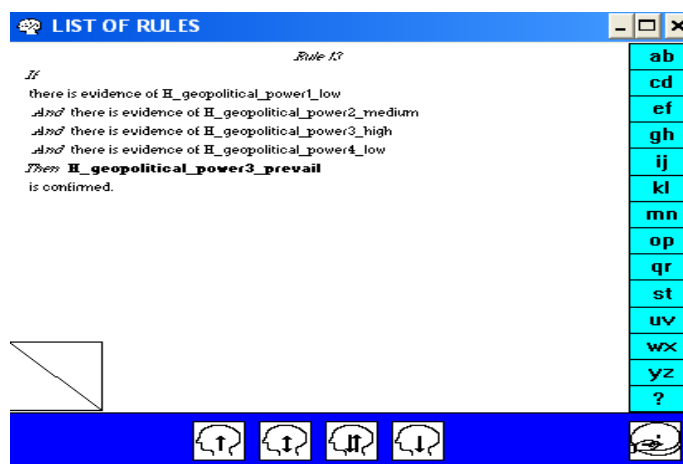 LIST OF RULES
Rule 13
If
there is evidence of H_geopolitical_power1_low
And there is evidence of H_geopolitical_power2_medium
And there is evidence of H_geopolitical_power3_high
And there is evidence of H_geopolitical_power4_low
Then H_geopolitical_power3_prevail
is confirmed.
ab
cd
ef
gh
ij
kl
mn
op
qr
st
uv
wx
yz
?